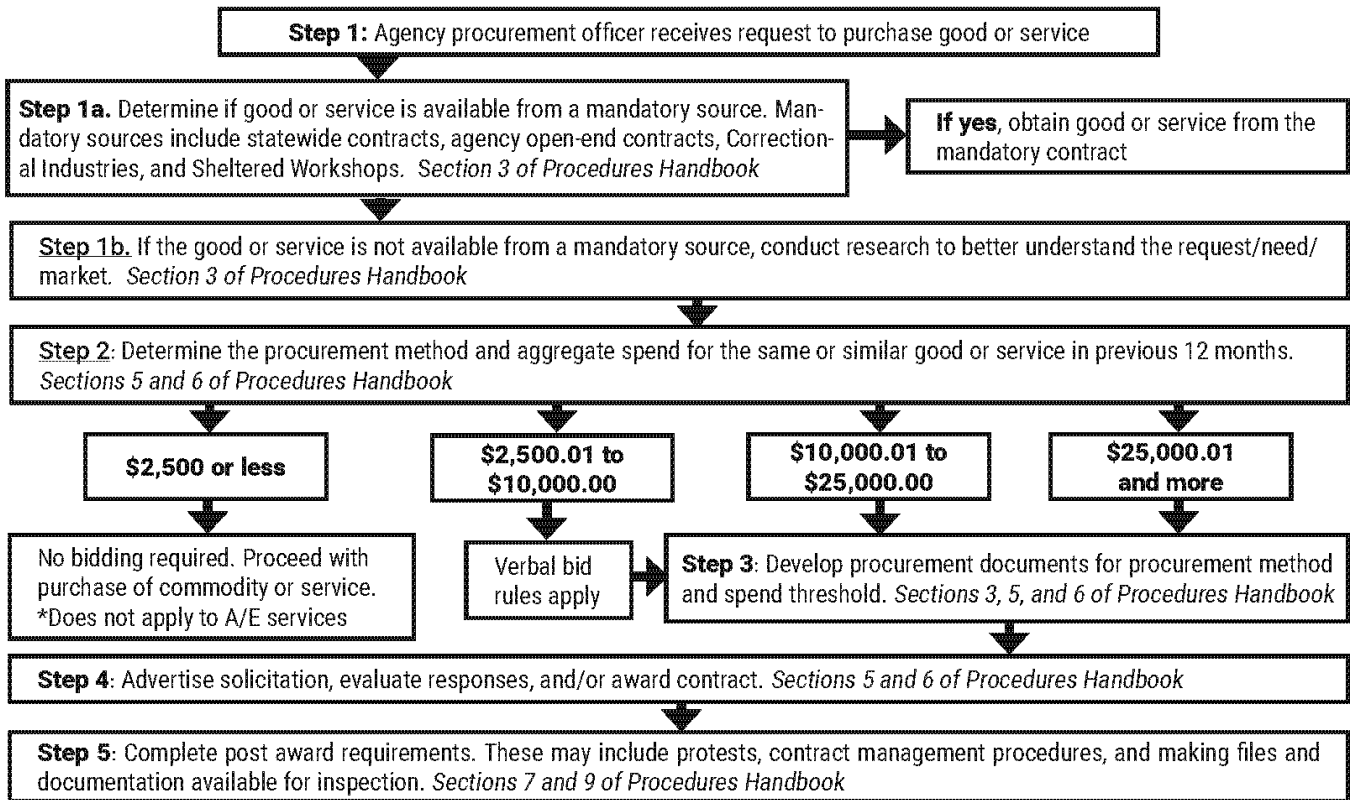 Step 1: Agency procurement officer receives request to purchase good or service
Step 1a. Determine if good or service is available from a mandatory source. Man-
datory sources include statewide contracts, agency open-end contracts, Correction-
al Industries, and Sheltered Workshops. Section 3 of Procedures Handbook
If yes, obtain good or service from the
mandatory contract
Step 1b. If the good or service is not available from a mandatory source, conduct research to better understand the request/need/
market. Section 3 of Procedures Handbook
Step 2: Determine the procurement method and aggregate spend for the same or similar good or service in previous 12 months.
Sections 5 and 6 of Procedures Handbook
$2,500 or less
$2,500.01 to
$10,000.00
$10,000.01 to
$25,000.00
$25,000.01
and more
No bidding required. Proceed with
purchase of commodity or service.
*Does not apply to A/E services
Verbal bid
rules apply
Step 3: Develop procurement documents for procurement method
and spend threshold. Sections 3, 5, and 6 of Procedures Handbook
Step 4: Advertise solicitation, evaluate responses, and/or award contract. Sections 5 and 6 of Procedures Handbook
Step 5: Complete post award requirements. These may include protests, contract management procedures, and making files and
documentation available for inspection. Sections 7 and 9 of Procedures Handbook